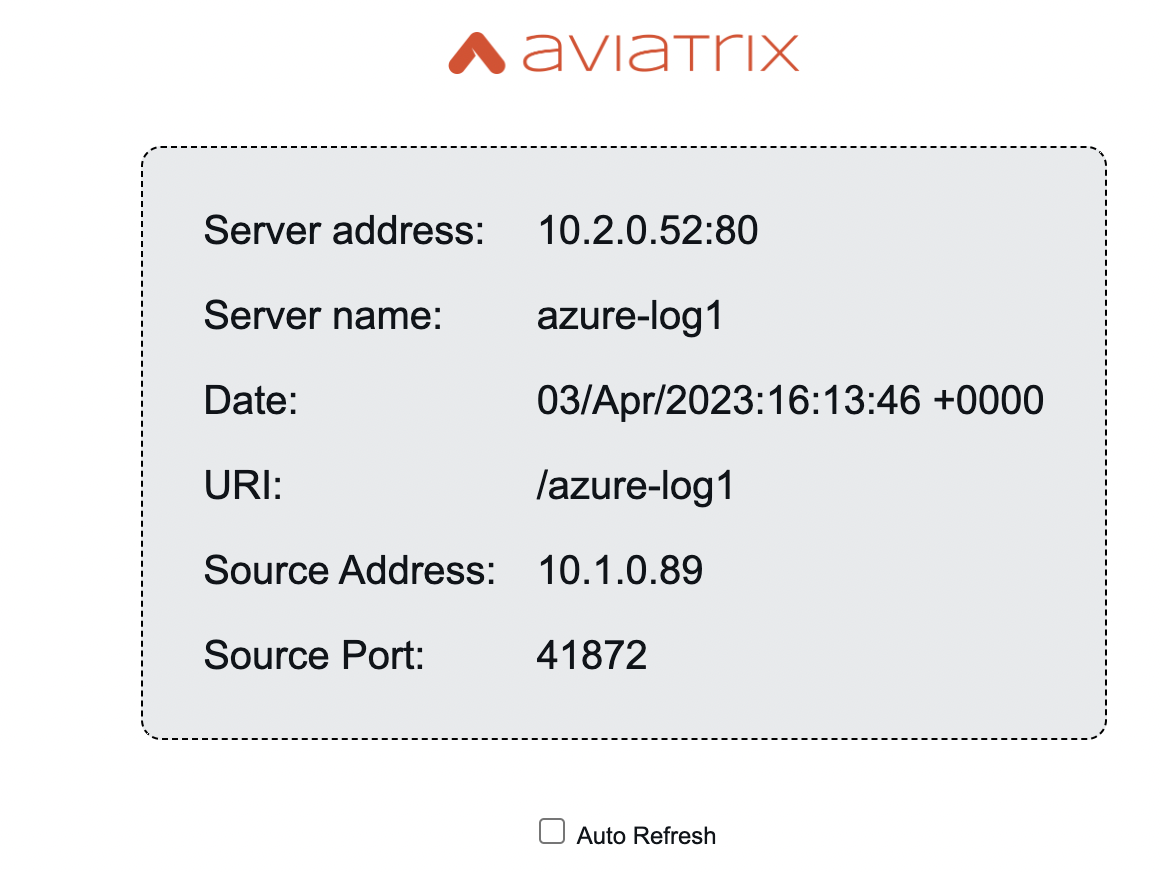 aviatrix
Server address: 10.2.0.52:80
Server name: azure-log1
Date: 03/Apr/2023:16:13:46 +0000
URI: /azure-log1
Source Address: 10.1.0.89
Source Port: 41872
Auto Refresh